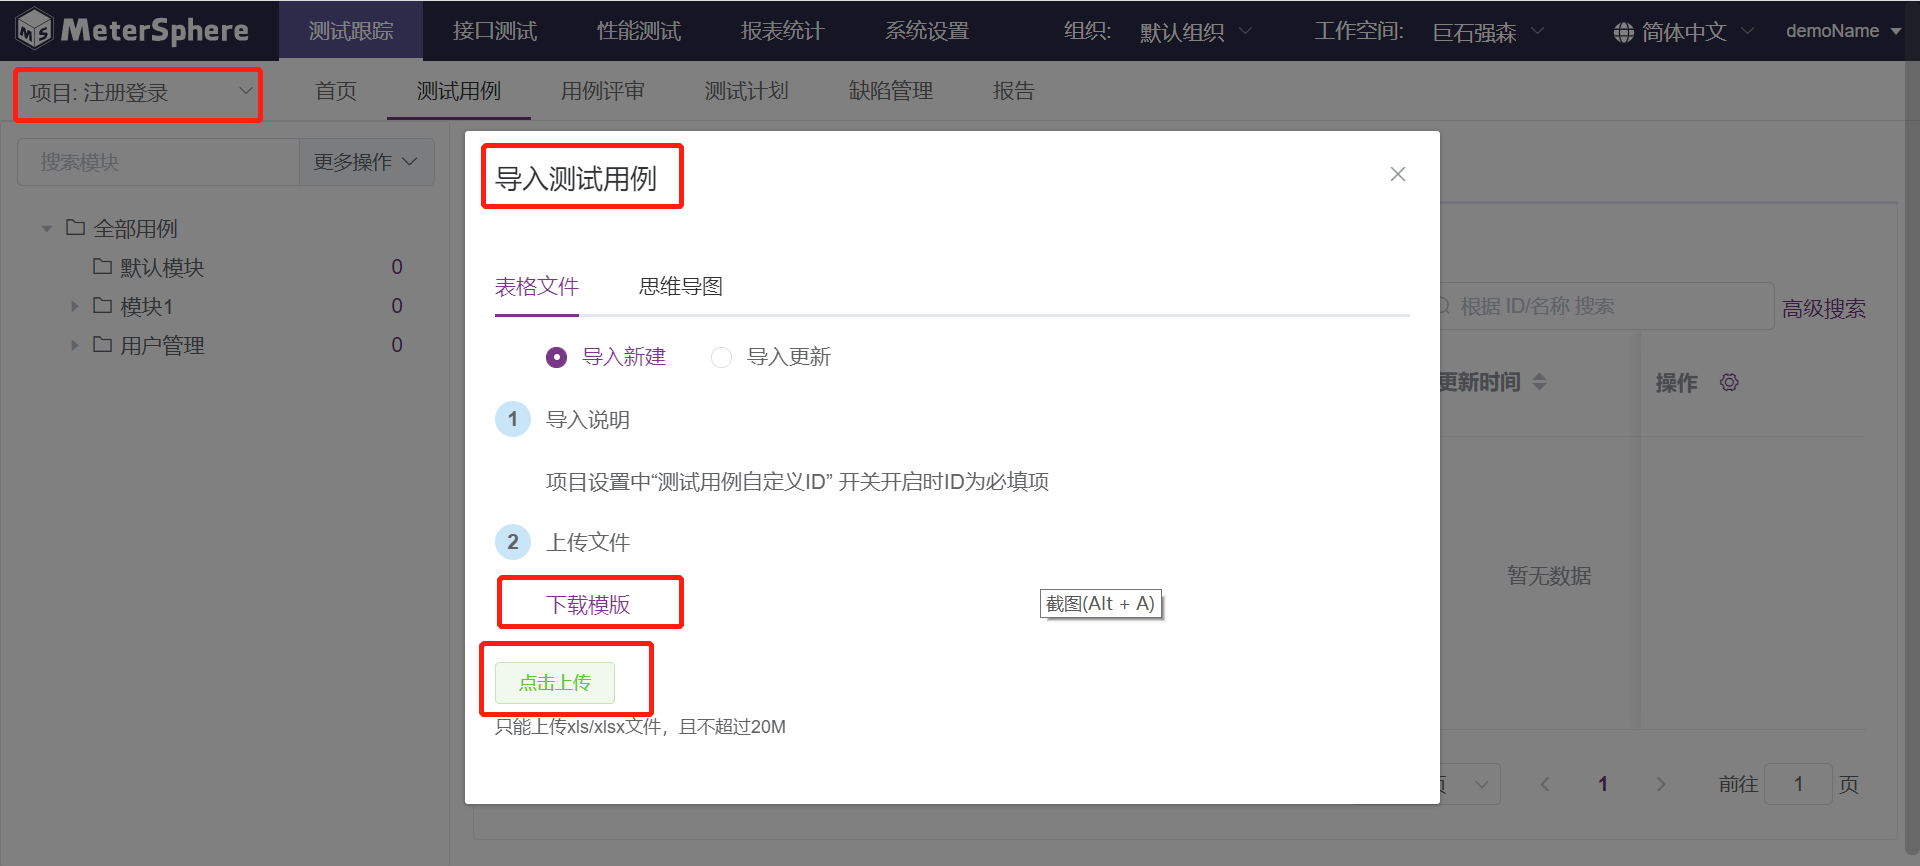 MeterSphere 测试跟踪 接口测试 性能测试 报表统计 系统设置 组织: 默认组织 工作空间: 巨石强森 简体中文 demoName
项目: 注册登录 首页 测试用例 用例评审 测试计划 缺陷管理 报告
搜索模块 更多操作
全部用例
默认模块 0
模块1 0
用户管理 0
导入测试用例
表格文件 思维导图
导入新建 导入更新
1 导入说明
项目设置中“测试用例自定义ID” 开关开启时ID为必填项
2 上传文件
下载模版
截图(Alt + A)
点击上传
只能上传xls/xlsx文件，且不超过20M
根据 ID/名称 搜索 高级搜索
更新时间 操作
暂无数据
页 1 前往 1 页